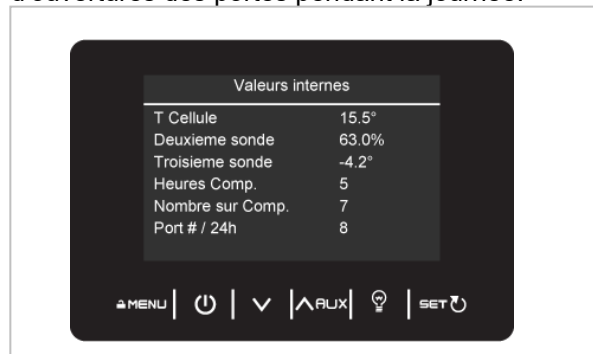 d'ouvertures des portes pendant la journée.
Valeurs internes
T Cellule 15.5°
Deuxieme sonde 63.0%
Troisieme sonde -4.2°
Heures Comp. 5
Nombre sur Comp. 7
Port # / 24h 8
MENU AUX SET